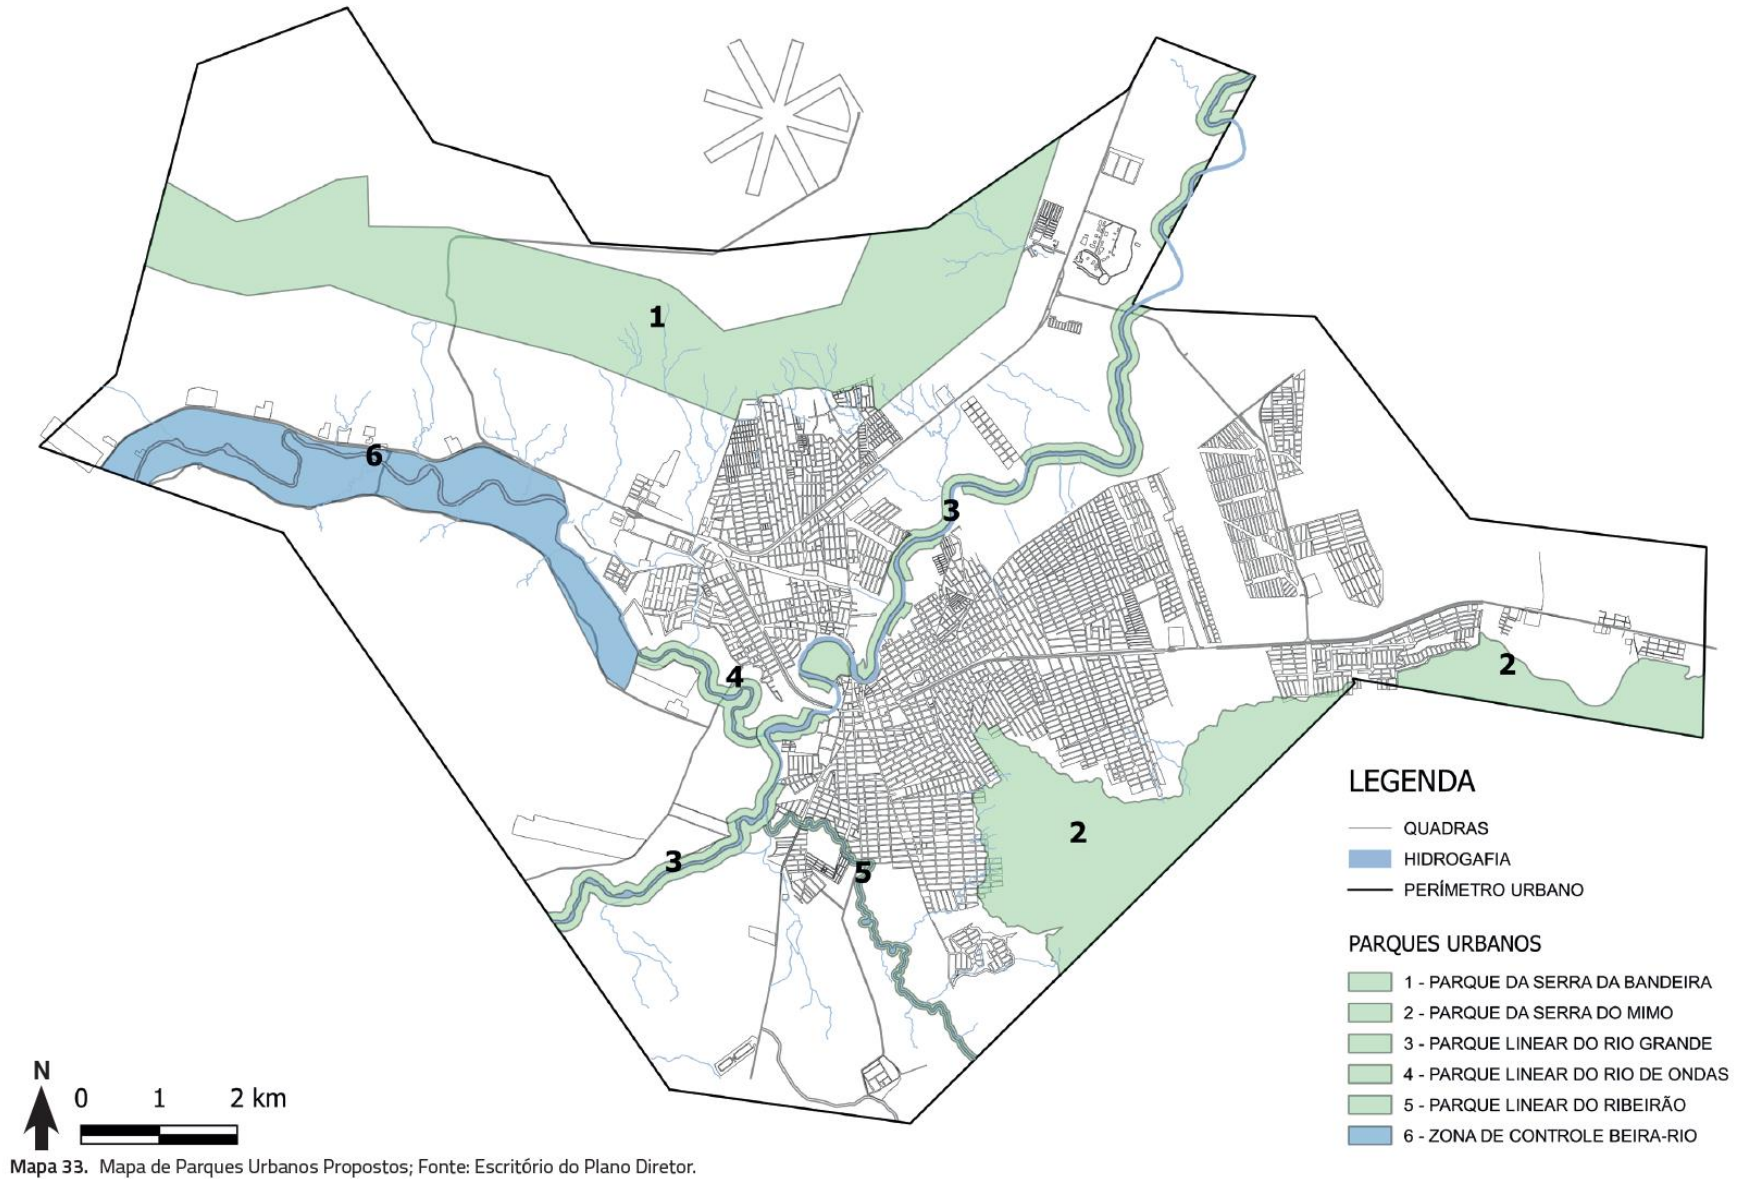 1
6
3
4
2
2
3
5
LEGENDA
QUADRAS
HIDROGAFIA
PERÍMETRO URBANO
PARQUES URBANOS
1 - PARQUE DA SERRA DA BANDEIRA
2 - PARQUE DA SERRA DO MIMO
3 - PARQUE LINEAR DO RIO GRANDE
4 - PARQUE LINEAR DO RIO DE ONDAS
5 - PARQUE LINEAR DO RIBEIRÃO
6 - ZONA DE CONTROLE BEIRA-RIO
N
0 1 2 km
Mapa 33. Mapa de Parques Urbanos Propostos; Fonte: Escritório do Plano Diretor.